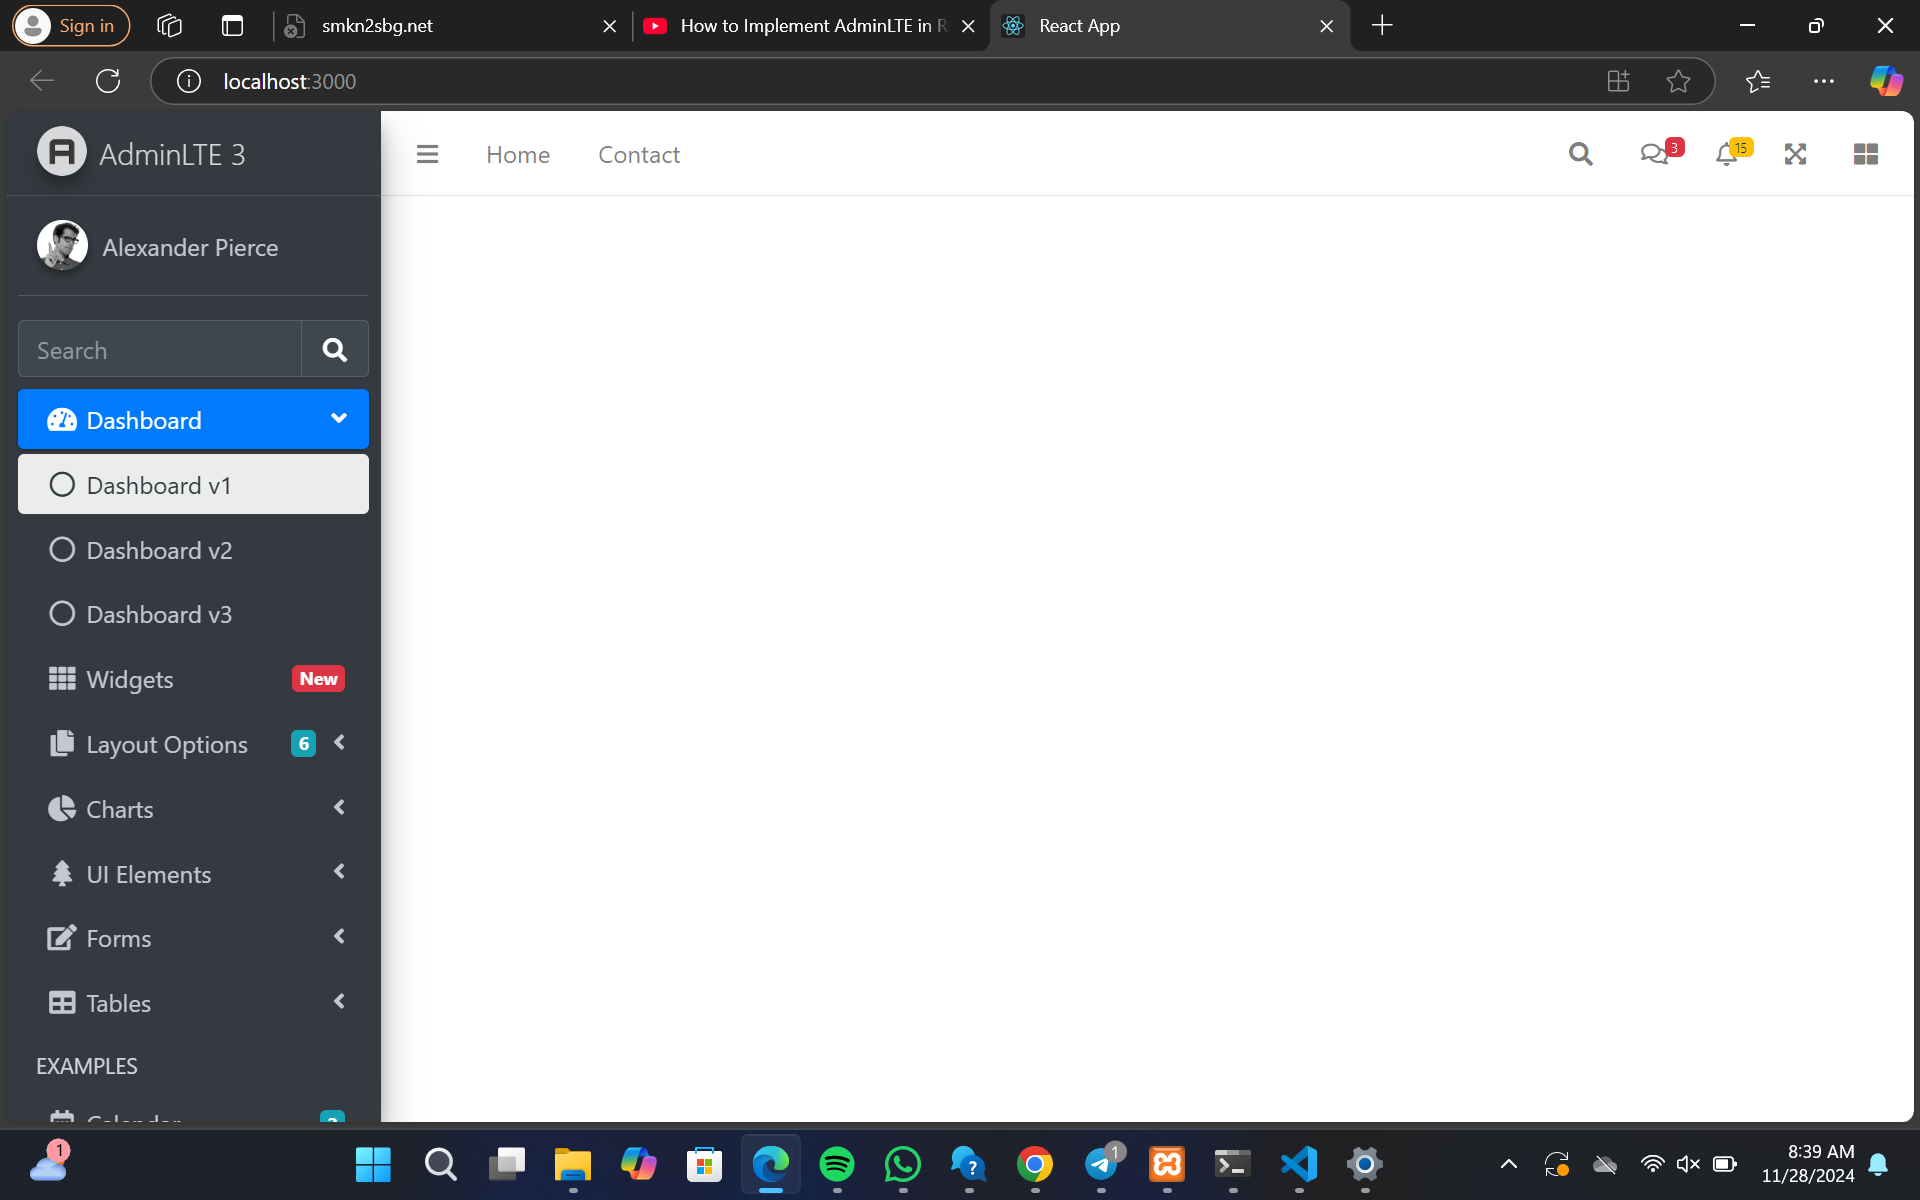 Sign in
smkn2sbg.net
How to Implement AdminLTE in R
React App
localhost:3000
AdminLTE 3
Home
Contact
3
15
Alexander Pierce
Search
Dashboard
Dashboard v1
Dashboard v2
Dashboard v3
Widgets
New
Layout Options
6
Charts
UI Elements
Forms
Tables
EXAMPLES
Calendar
1
1
8:39 AM
11/28/2024